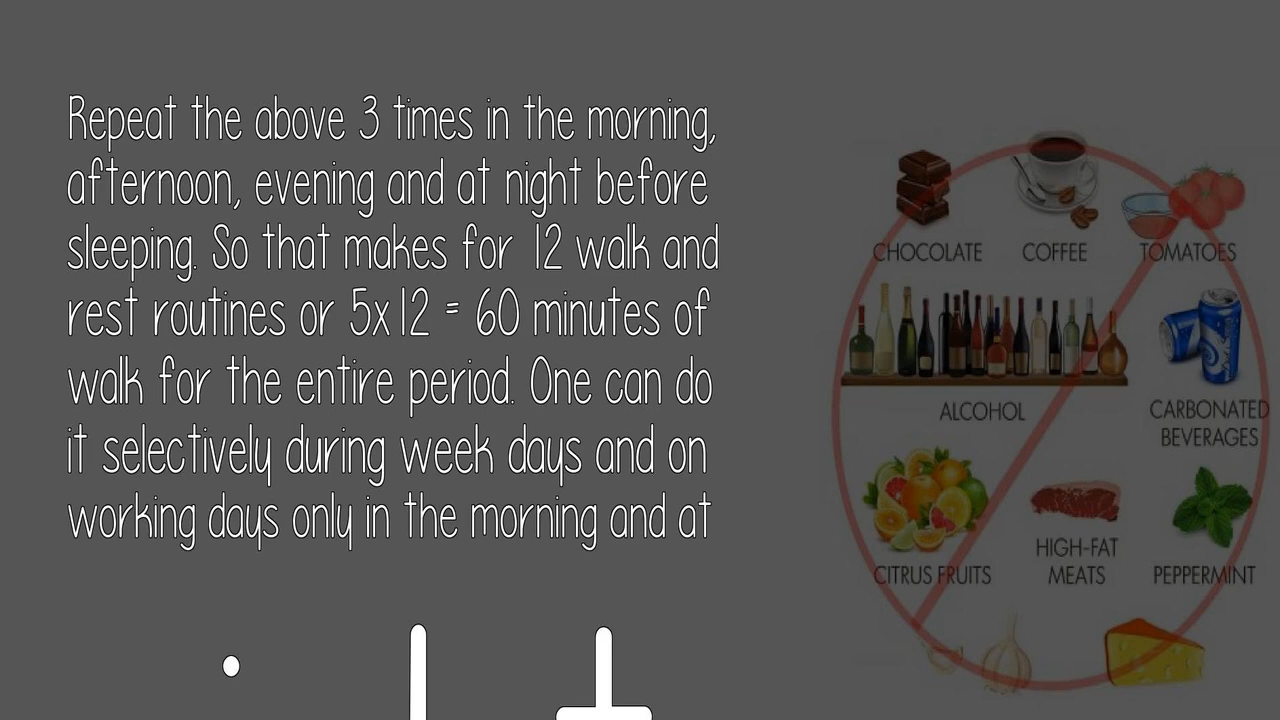 Repeat the above 3 times in the morning,
afternoon, evening and at night before
sleeping. So that makes for 12 walk and
rest routines or 5x12 = 60 minutes of
walk for the entire period. One can do
it selectively during week days and on
working days only in the morning and at
CHOCOLATE
COFFEE
TOMATOES
ALCOHOL
CARBONATED
BEVERAGES
CITRUS FRUITS
HIGH-FAT
MEATS
PEPPERMINT